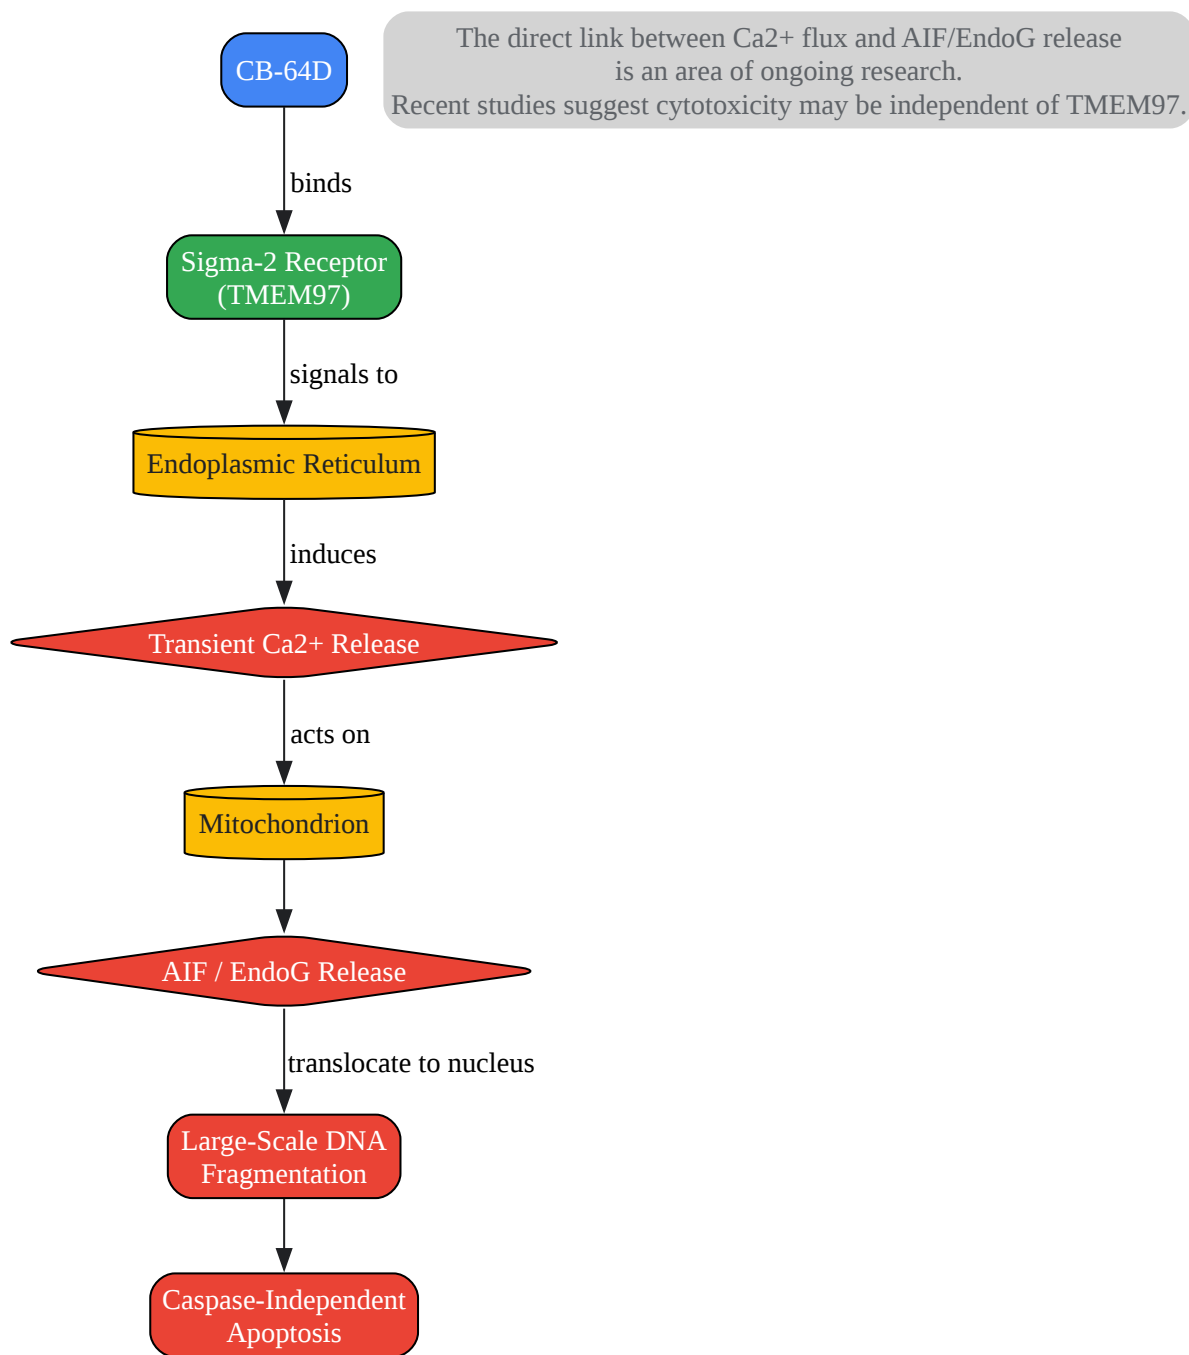 CB-64D
The direct link between Ca2+ flux and AIF/EndoG release
is an area of ongoing research.
Recent studies suggest cytotoxicity may be independent of TMEM97.
binds
Sigma-2 Receptor
(TMEM97)
signals to
Endoplasmic Reticulum
induces
Transient Ca2+ Release
acts on
Mitochondrion
AIF / EndoG Release
translocate to nucleus
Large-Scale DNA
Fragmentation
Caspase-Independent
Apoptosis